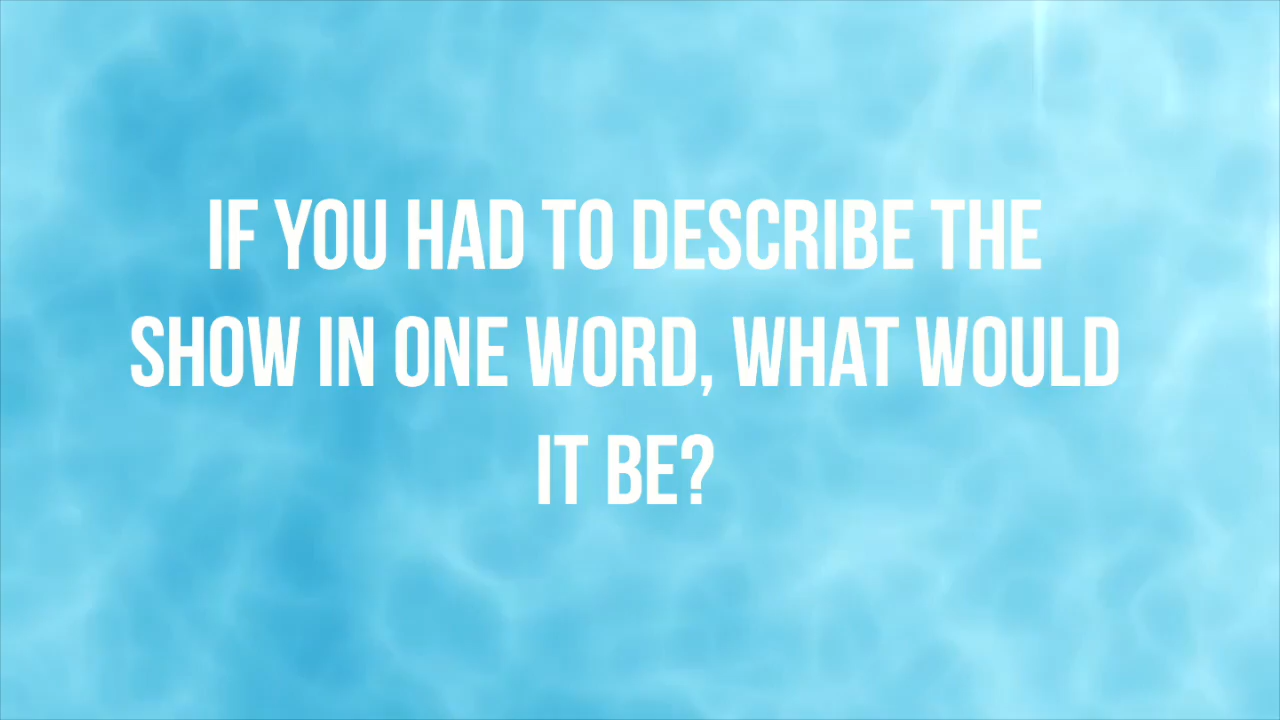 IF YOU HAD TO DESCRIBE THE
SHOW IN ONE WORD, WHAT WOULD
IT BE?